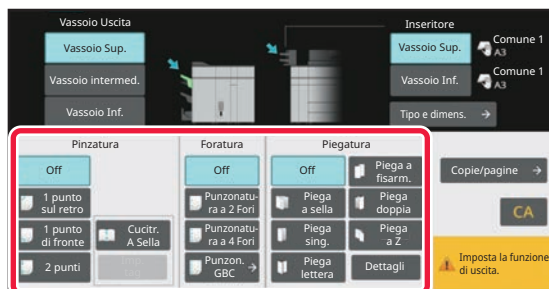 Vassoio Uscita
Inseritore
Vassoio Sup.
Vassoio intermed.
Vassoio Inf.
Vassoio Sup.
Comune 1
A3
Vassoio Inf.
Comune 1
A3
Tipo e dimens.
Pinzatura
Foratura
Piegatura
Off
1 punto
sul retro
1 punto
di fronte
2 punti
Cucitr.
A Sella
Off
Punzonatu-
ra a 2 Fori
Punzonatu-
ra a 4 Fori
Punzon.
GBC
Off
Piega
a sella
Piega
sing.
Piega
lettera
Piega a
fisarm.
Piega
doppia
Piega
a Z
Dettagli
Copie/pagine
CA
Imposta la funzione
di uscita.